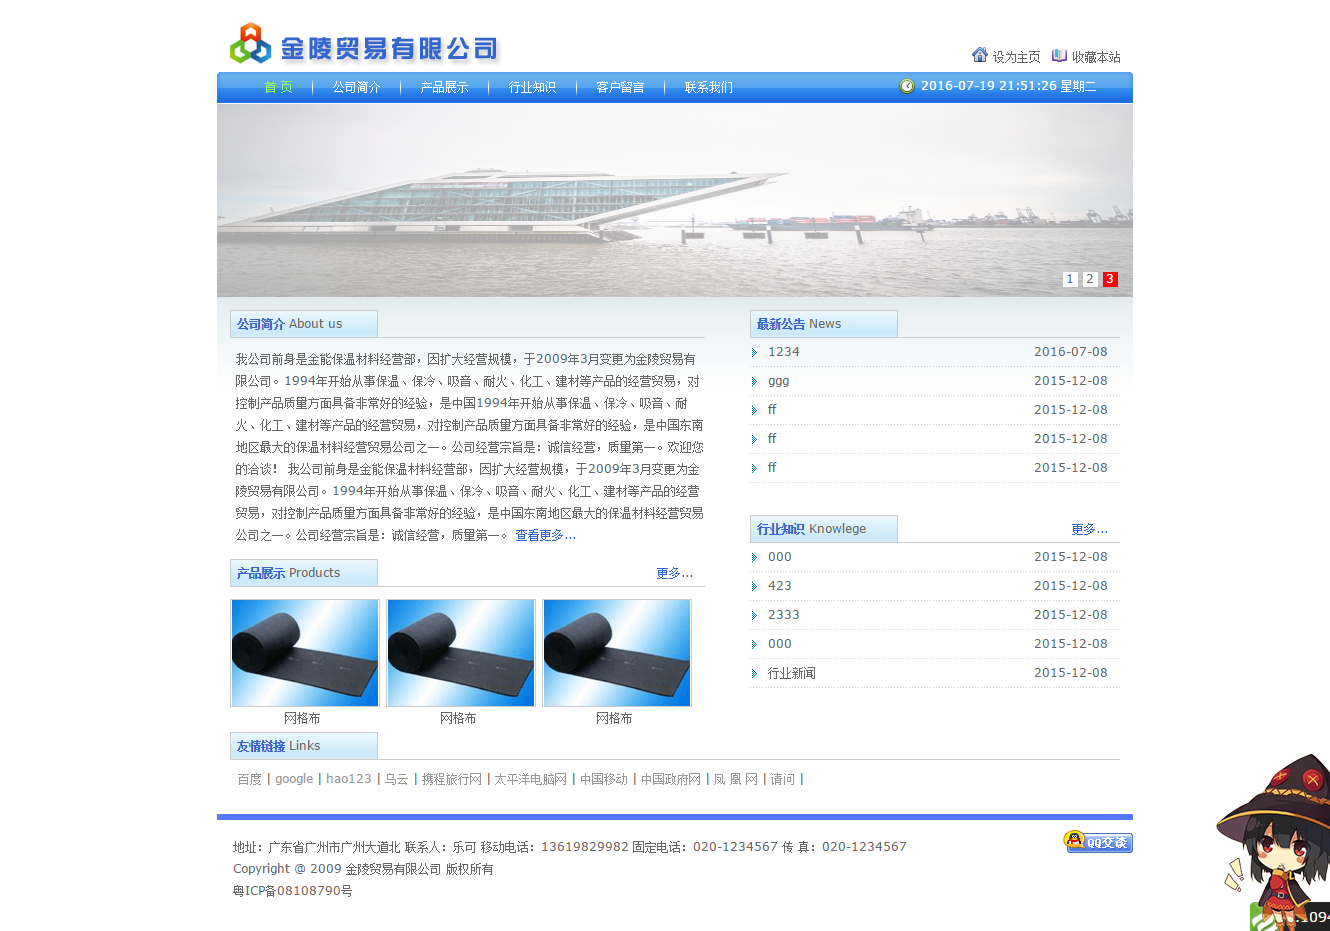 金陵贸易有限公司
设为主页 收藏本站
首 页 公司简介 产品展示 行业知识 客户留言 联系我们 2016-07-19 21:51:26 星期二
1 2 3
公司简介 About us
我公司前身是金能保温材料经营部，因扩大经营规模，于2009年3月变更为金陵贸易有
限公司。1994年开始从事保温、保冷、吸音、耐火、化工、建材等产品的经营贸易，对
控制产品质量方面具备非常好的经验，是中国1994年开始从事保温、保冷、吸音、耐
火、化工、建材等产品的经营贸易，对控制产品质量方面具备非常好的经验，是中国东南
地区最大的保温材料经营贸易公司之一。公司经营宗旨是：诚信经营，质量第一。欢迎您
的洽谈！ 我公司前身是金能保温材料经营部，因扩大经营规模，于2009年3月变更为金
陵贸易有限公司。1994年开始从事保温、保冷、吸音、耐火、化工、建材等产品的经营
贸易，对控制产品质量方面具备非常好的经验，是中国东南地区最大的保温材料经营贸易
公司之一。公司经营宗旨是：诚信经营，质量第一。 查看更多...
最新公告 News
1234 2016-07-08
ggg 2015-12-08
ff 2015-12-08
ff 2015-12-08
ff 2015-12-08
行业知识 Knowlege 更多...
000 2015-12-08
423 2015-12-08
2333 2015-12-08
000 2015-12-08
行业新闻 2015-12-08
产品展示 Products 更多...
网格布 网格布 网格布
友情链接 Links
百度 | google | hao123 | 乌云 | 携程旅行网 | 太平洋电脑网 | 中国移动 | 中国政府网 | 凤 凰 网 | 请问 |
地址：广东省广州市广州大道北 联系人：乐可 移动电话：13619829982 固定电话：020-1234567 传 真：020-1234567
Copyright @ 2009 金陵贸易有限公司 版权所有
粤ICP备08108790号
QQ交谈